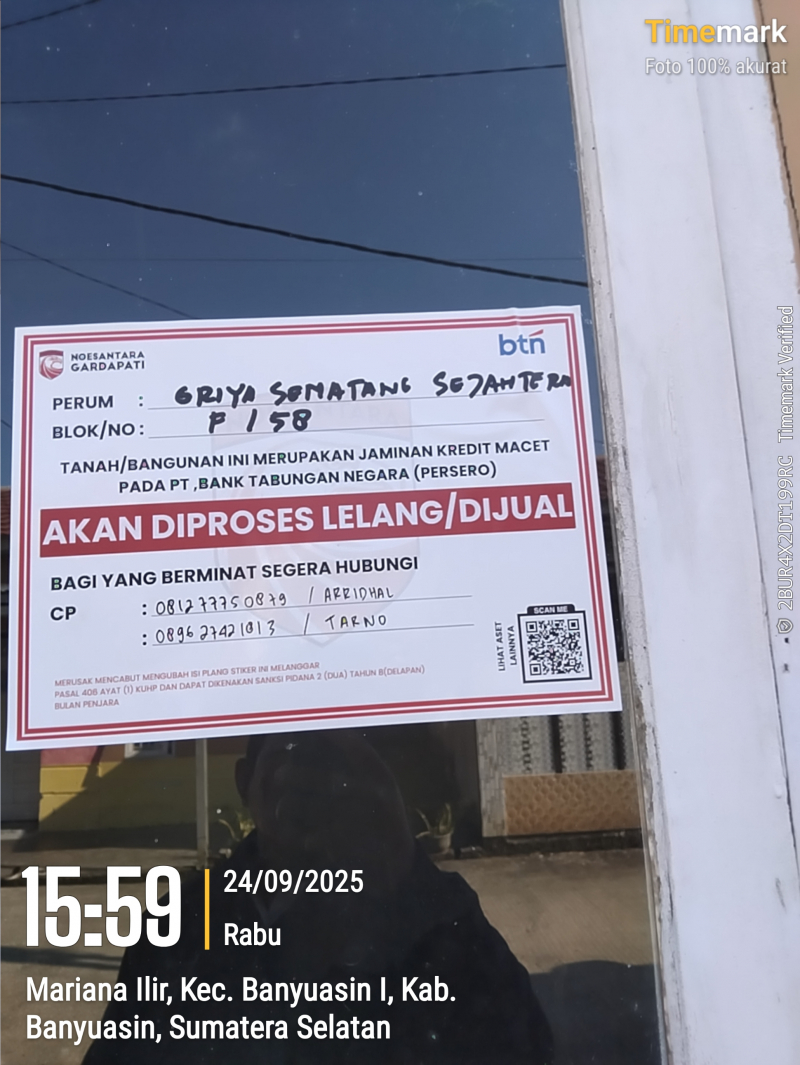 Timemark
Foto 100% akurat
NOESANTARA
GARDAPATI
btn
PERUM : GRIYA SEMATANG SEJAHTERA
BLOK/NO : P 158
TANAH/BANGUNAN INI MERUPAKAN JAMINAN KREDIT MACET
PADA PT ,BANK TABUNGAN NEGARA (PERSERO)
AKAN DIPROSES LELANG/DIJUAL
BAGI YANG BERMINAT SEGERA HUBUNGI
CP : 081277750879 / ARRIDHAL
: 089627421813 / TARNO
SCAN ME
LIHAT ASET
LAINNYA
MERUSAK MENCABUT MENGUBAH ISI PLANG STIKER INI MELANGGAR
PASAL 406 AYAT (1) KUHP DAN DAPAT DIKENAKAN SANKSI PIDANA 2 (DUA) TAHUN 8(DELAPAN)
BULAN PENJARA
15:59
24/09/2025
Rabu
Mariana Ilir, Kec. Banyuasin I, Kab.
Banyuasin, Sumatera Selatan
2BUR4X2DT199RC Timemark Verified